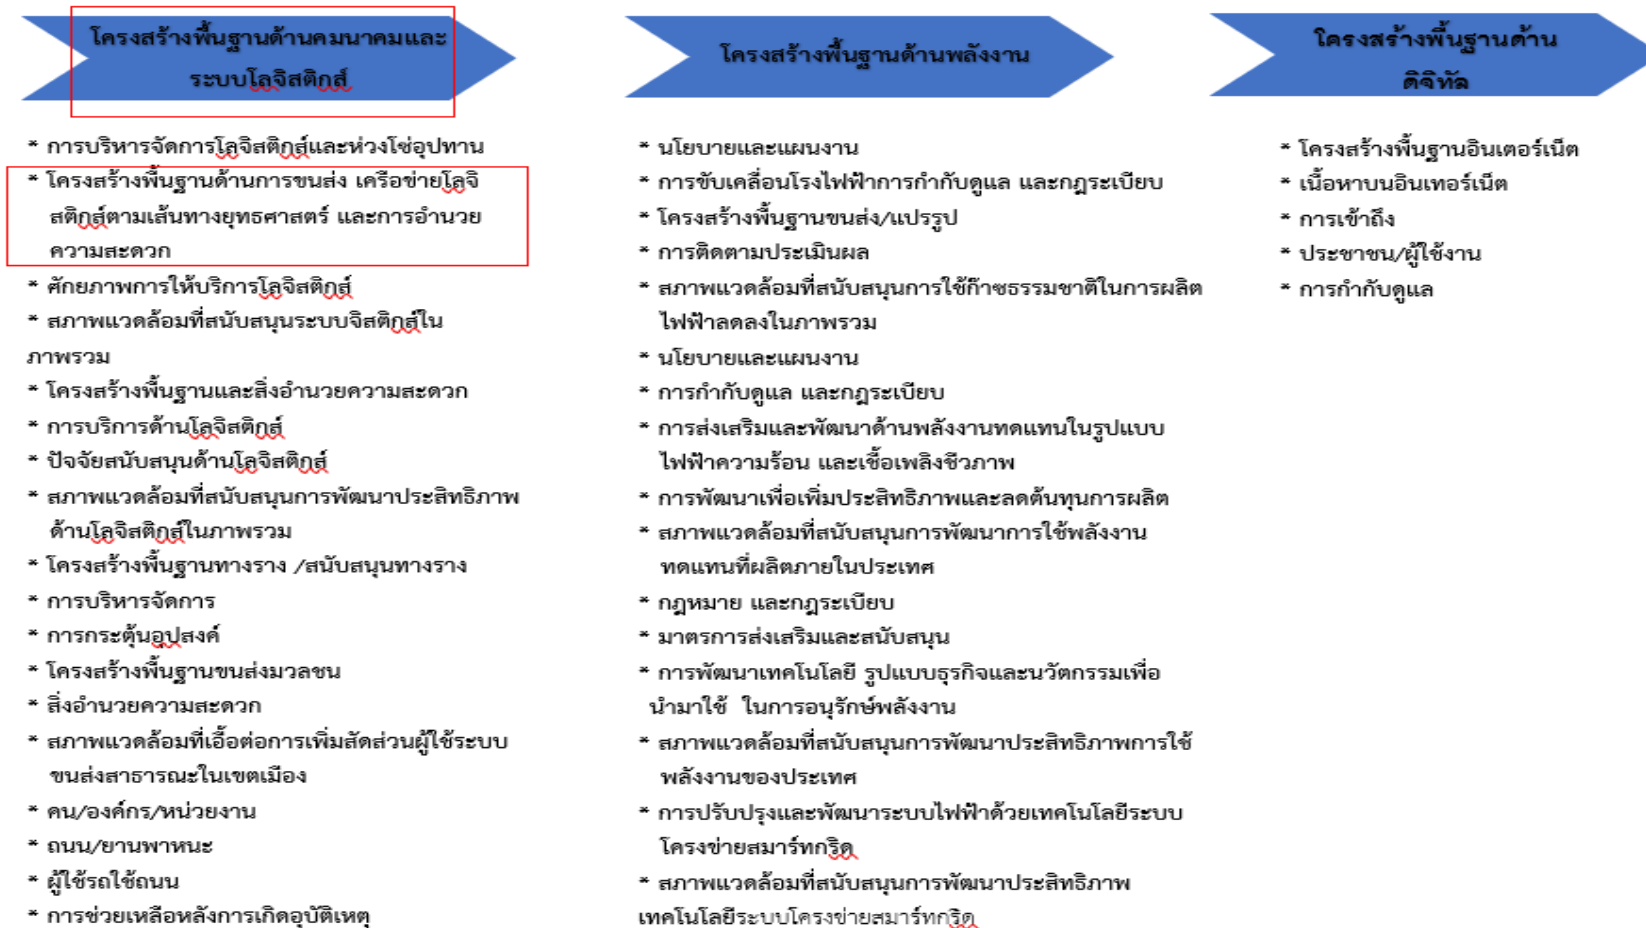 โครงสร้างพื้นฐานด้านคมนาคมและ
ระบบโลจิสติกส์
* การบริหารจัดการโลจิสติกส์และห่วงโซ่อุปทาน
* โครงสร้างพื้นฐานด้านการขนส่ง เครือข่ายโลจิ
สติกส์ตามเส้นทางยุทธศาสตร์ และการอำนวย
ความสะดวก
* ศักยภาพการให้บริการโลจิสติกส์
* สภาพแวดล้อมที่สนับสนุนระบบจิสติกส์ใน
ภาพรวม
* โครงสร้างพื้นฐานและสิ่งอำนวยความสะดวก
* การบริการด้านโลจิสติกส์
* ปัจจัยสนับสนุนด้านโลจิสติกส์
* สภาพแวดล้อมที่สนับสนุนการพัฒนาประสิทธิภาพ
ด้านโลจิสติกส์ในภาพรวม
* โครงสร้างพื้นฐานทางราง /สนับสนุนทางราง
* การบริหารจัดการ
* การกระตุ้นอุปสงค์
* โครงสร้างพื้นฐานขนส่งมวลชน
* สิ่งอำนวยความสะดวก
* สภาพแวดล้อมที่เอื้อต่อการเพิ่มสัดส่วนผู้ใช้ระบบ
ขนส่งสาธารณะในเขตเมือง
* คน/องค์กร/หน่วยงาน
* ถนน/ยานพาหนะ
* ผู้ใช้รถใช้ถนน
* การช่วยเหลือหลังการเกิดอุบัติเหตุ
โครงสร้างพื้นฐานด้านพลังงาน
* นโยบายและแผนงาน
* การขับเคลื่อนโรงไฟฟ้าการกำกับดูแล และกฎระเบียบ
* โครงสร้างพื้นฐานขนส่ง/แปรรูป
* การติดตามประเมินผล
* สภาพแวดล้อมที่สนับสนุนการใช้ก๊าซธรรมชาติในการผลิต
ไฟฟ้าลดลงในภาพรวม
* นโยบายและแผนงาน
* การกำกับดูแล และกฎระเบียบ
* การส่งเสริมและพัฒนาด้านพลังงานทดแทนในรูปแบบ
ไฟฟ้าความร้อน และเชื้อเพลิงชีวภาพ
* การพัฒนาเพื่อเพิ่มประสิทธิภาพและลดต้นทุนการผลิต
* สภาพแวดล้อมที่สนับสนุนการพัฒนาการใช้พลังงาน
ทดแทนที่ผลิตภายในประเทศ
* กฎหมาย และกฎระเบียบ
* มาตรการส่งเสริมและสนับสนุน
* การพัฒนาเทคโนโลยี รูปแบบธุรกิจและนวัตกรรมเพื่อ
นำมาใช้ ในการอนุรักษ์พลังงาน
* สภาพแวดล้อมที่สนับสนุนการพัฒนาประสิทธิภาพการใช้
พลังงานของประเทศ
* การปรับปรุงและพัฒนาระบบไฟฟ้าด้วยเทคโนโลยีระบบ
โครงข่ายสมาร์ทกริด
* สภาพแวดล้อมที่สนับสนุนการพัฒนาประสิทธิภาพ
เทคโนโลยีระบบโครงข่ายสมาร์ทกริด
โครงสร้างพื้นฐานด้าน
ดิจิทัล
* โครงสร้างพื้นฐานอินเตอร์เน็ต
* เนื้อหาบนอินเทอร์เน็ต
* การเข้าถึง
* ประชาชน/ผู้ใช้งาน
* การกำกับดูแล